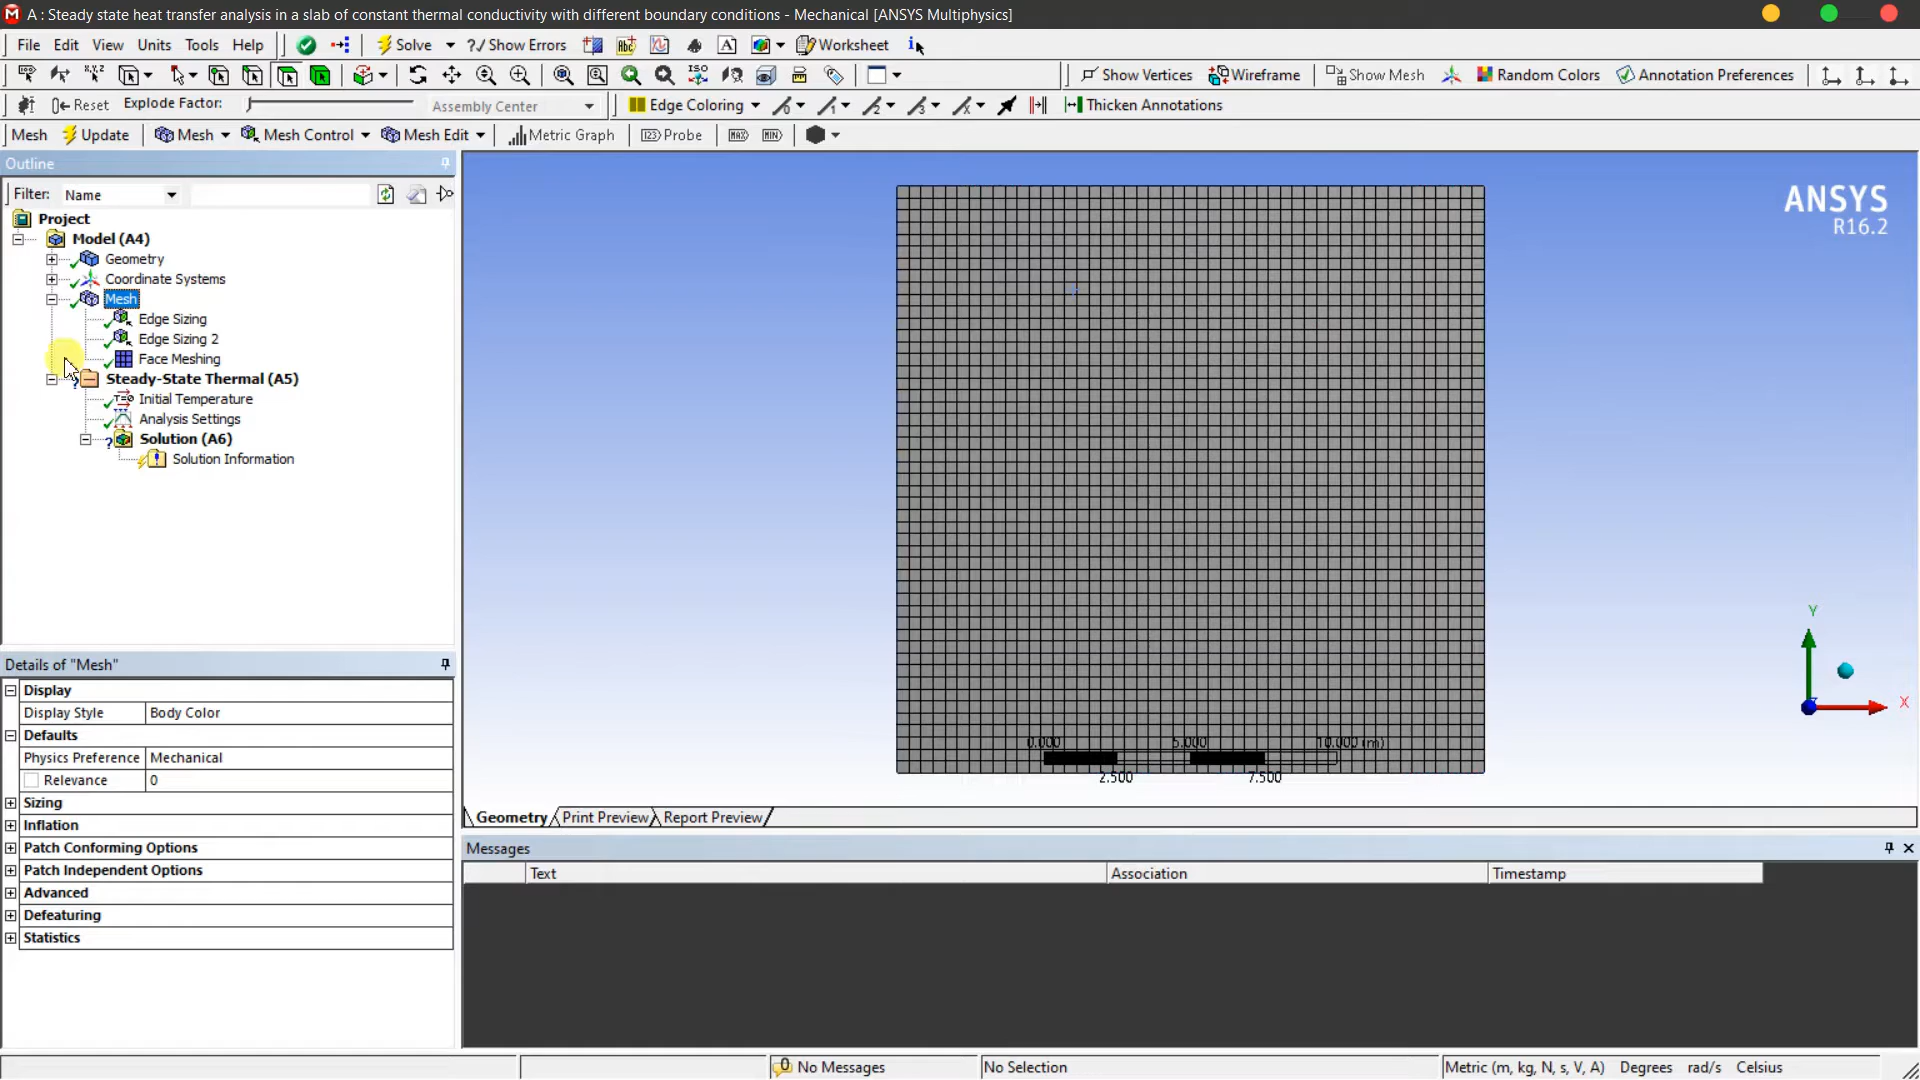 A : Steady state heat transfer analysis in a slab of constant thermal conductivity with different boundary conditions - Mechanical [ANSYS Multiphysics]
File Edit View Units Tools Help Solve ?/ Show Errors Worksheet
Show Vertices Wireframe Show Mesh Random Colors Annotation Preferences
Reset Explode Factor: Assembly Center Edge Coloring Thicken Annotations
Mesh Update Mesh Mesh Control Mesh Edit Metric Graph Probe MAX MIN
Outline
Filter: Name
Project
Model (A4)
Geometry
Coordinate Systems
Mesh
Edge Sizing
Edge Sizing 2
Face Meshing
Steady-State Thermal (A5)
Initial Temperature
Analysis Settings
Solution (A6)
Solution Information
ANSYS
R16.2
Y
X
0.000 5.000 10.000 (m)
2.500 7.500
Geometry Print Preview Report Preview
Details of "Mesh"
Display
Display Style Body Color
Defaults
Physics Preference Mechanical
Relevance 0
Sizing
Inflation
Patch Conforming Options
Patch Independent Options
Advanced
Defeaturing
Statistics
Messages
Text Association Timestamp
No Messages No Selection Metric (m, kg, N, s, V, A) Degrees rad/s Celsius